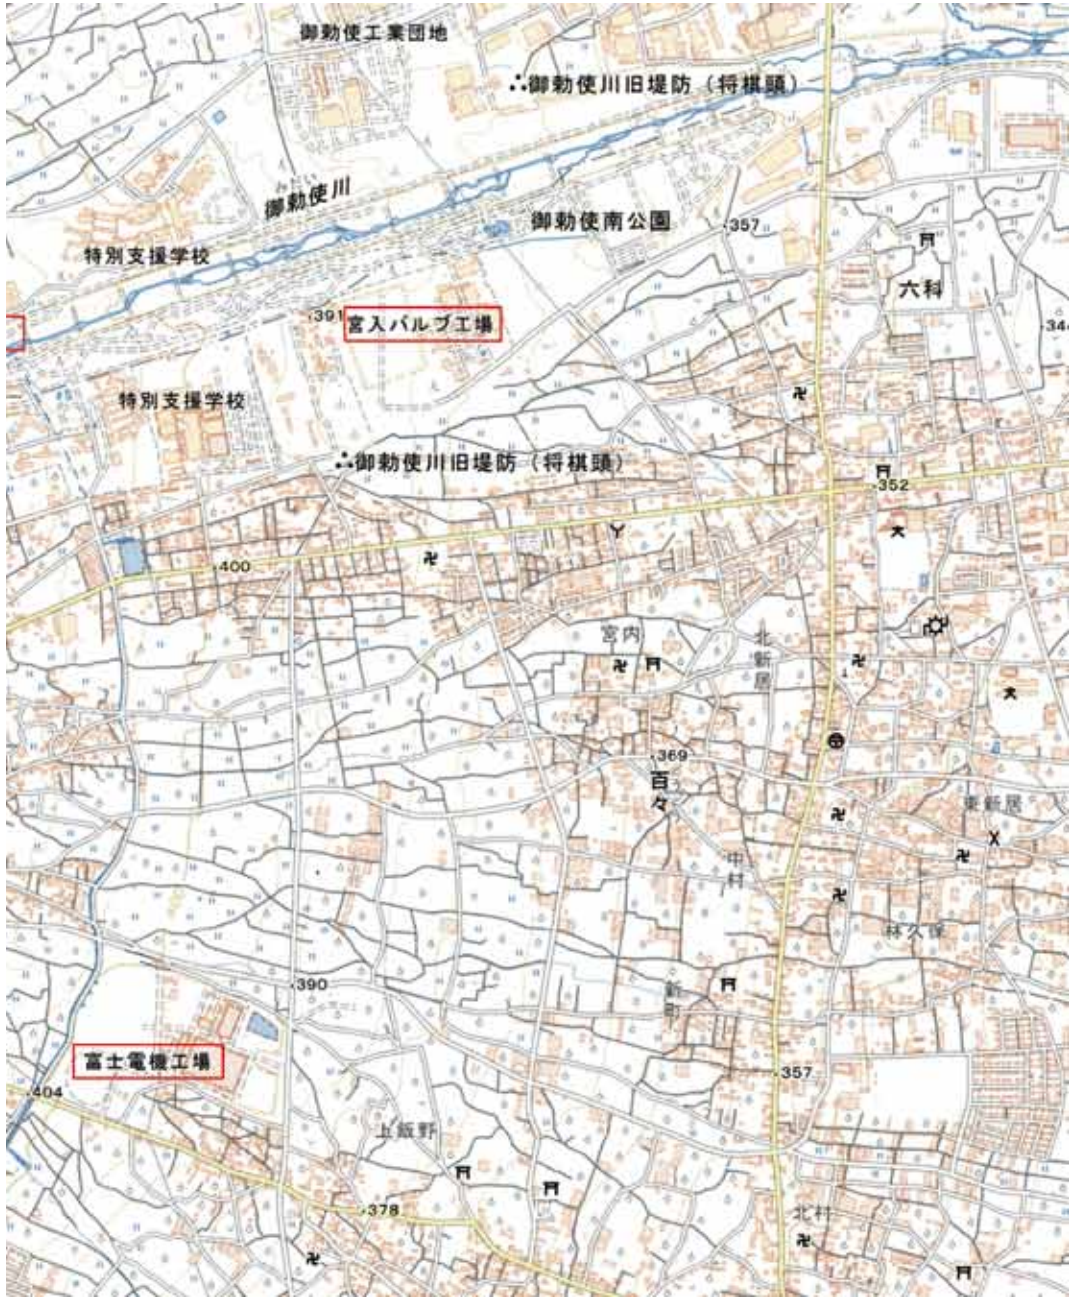 御勅使工業団地
御勅使川旧堤防(将棋頭)
みだい
御勅使川
御勅使南公園
357
特別支援学校
六科
391
宮入バルブ工場
344
特別支援学校
御勅使川旧堤防(将棋頭)
352
400
宮内
北新居
369
百々
東新居
中村
林久保
390
新町
富士電機工場
357
404
上飯野
378
北村